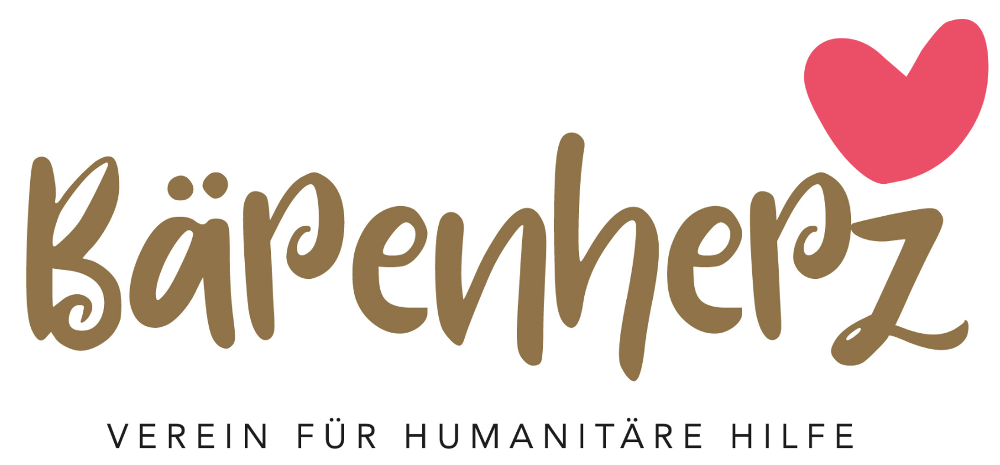 Bärenherz
VEREIN FÜR HUMANITÄRE HILFE